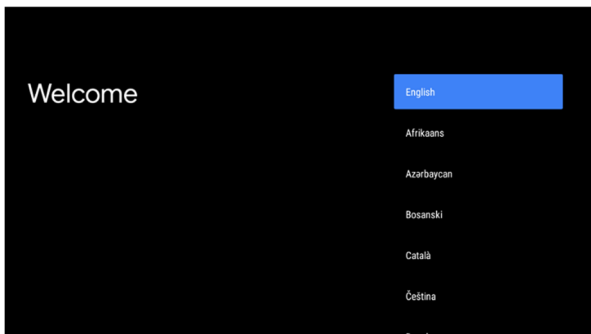 Welcome
English
Afrikaans
Azərbaycan
Bosanski
Català
Čeština